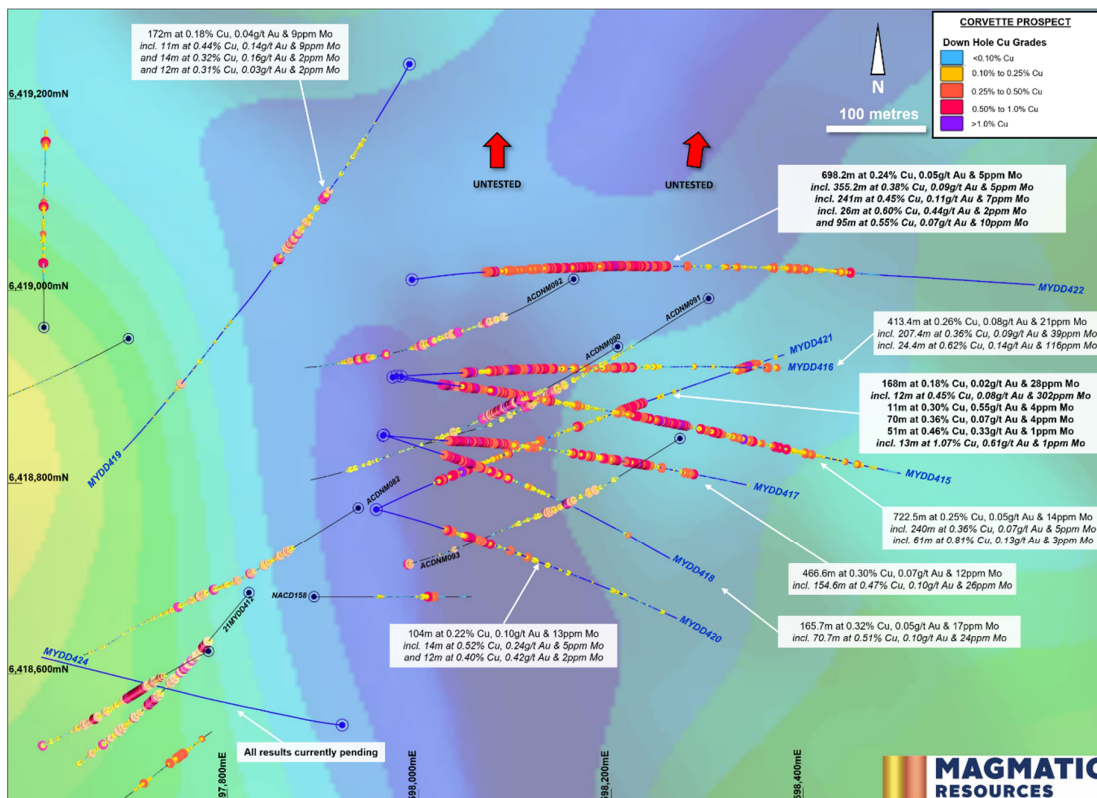 172m at 0.18% Cu, 0.04g/t Au & 9ppm Mo
incl. 11m at 0.44% Cu, 0.14g/t Au & 9ppm Mo
and 14m at 0.32% Cu, 0.16g/t Au & 2ppm Mo
and 12m at 0.31% Cu, 0.03g/t Au & 2ppm Mo
N
100 metres
CORVETTE PROSPECT
Down Hole Cu Grades
<0.10% Cu
0.10% to 0.25% Cu
0.25% to 0.50% Cu
0.50% to 1.0% Cu
>1.0% Cu
6,419,200mN
UNTESTED
UNTESTED
698.2m at 0.24% Cu, 0.05g/t Au & 5ppm Mo
incl. 355.2m at 0.38% Cu, 0.09g/t Au & 5ppm Mo
incl. 241m at 0.45% Cu, 0.11g/t Au & 7ppm Mo
incl. 26m at 0.60% Cu, 0.44g/t Au & 2ppm Mo
and 95m at 0.55% Cu, 0.07g/t Au & 10ppm Mo
6,419,000mN
ACDNM092
ACDNM091
MYDD422
ACDNM090
413.4m at 0.26% Cu, 0.08g/t Au & 21ppm Mo
incl. 207.4m at 0.36% Cu, 0.09g/t Au & 39ppm Mo
incl. 24.4m at 0.62% Cu, 0.14g/t Au & 116ppm Mo
MYDD421
MYDD416
168m at 0.18% Cu, 0.02g/t Au & 28ppm Mo
incl. 12m at 0.45% Cu, 0.08g/t Au & 302ppm Mo
11m at 0.30% Cu, 0.55g/t Au & 4ppm Mo
70m at 0.36% Cu, 0.07g/t Au & 4ppm Mo
51m at 0.46% Cu, 0.33g/t Au & 1ppm Mo
incl. 13m at 1.07% Cu, 0.61g/t Au & 1ppm Mo
MYDD419
6,418,800mN
ACDNM082
MYDD415
MYDD417
722.5m at 0.25% Cu, 0.05g/t Au & 14ppm Mo
incl. 240m at 0.36% Cu, 0.07g/t Au & 5ppm Mo
incl. 61m at 0.81% Cu, 0.13g/t Au & 3ppm Mo
ACDNM093
MYDD418
466.6m at 0.30% Cu, 0.07g/t Au & 12ppm Mo
incl. 154.6m at 0.47% Cu, 0.10g/t Au & 26ppm Mo
NACD158
21MYDD412
MYDD420
165.7m at 0.32% Cu, 0.05g/t Au & 17ppm Mo
incl. 70.7m at 0.51% Cu, 0.10g/t Au & 24ppm Mo
104m at 0.22% Cu, 0.10g/t Au & 13ppm Mo
incl. 14m at 0.52% Cu, 0.24g/t Au & 5ppm Mo
and 12m at 0.40% Cu, 0.42g/t Au & 2ppm Mo
MYDD424
6,418,600mN
All results currently pending
97,800mE
98,000mE
98,200mE
98,400mE
MAGMATIC
RESOURCES